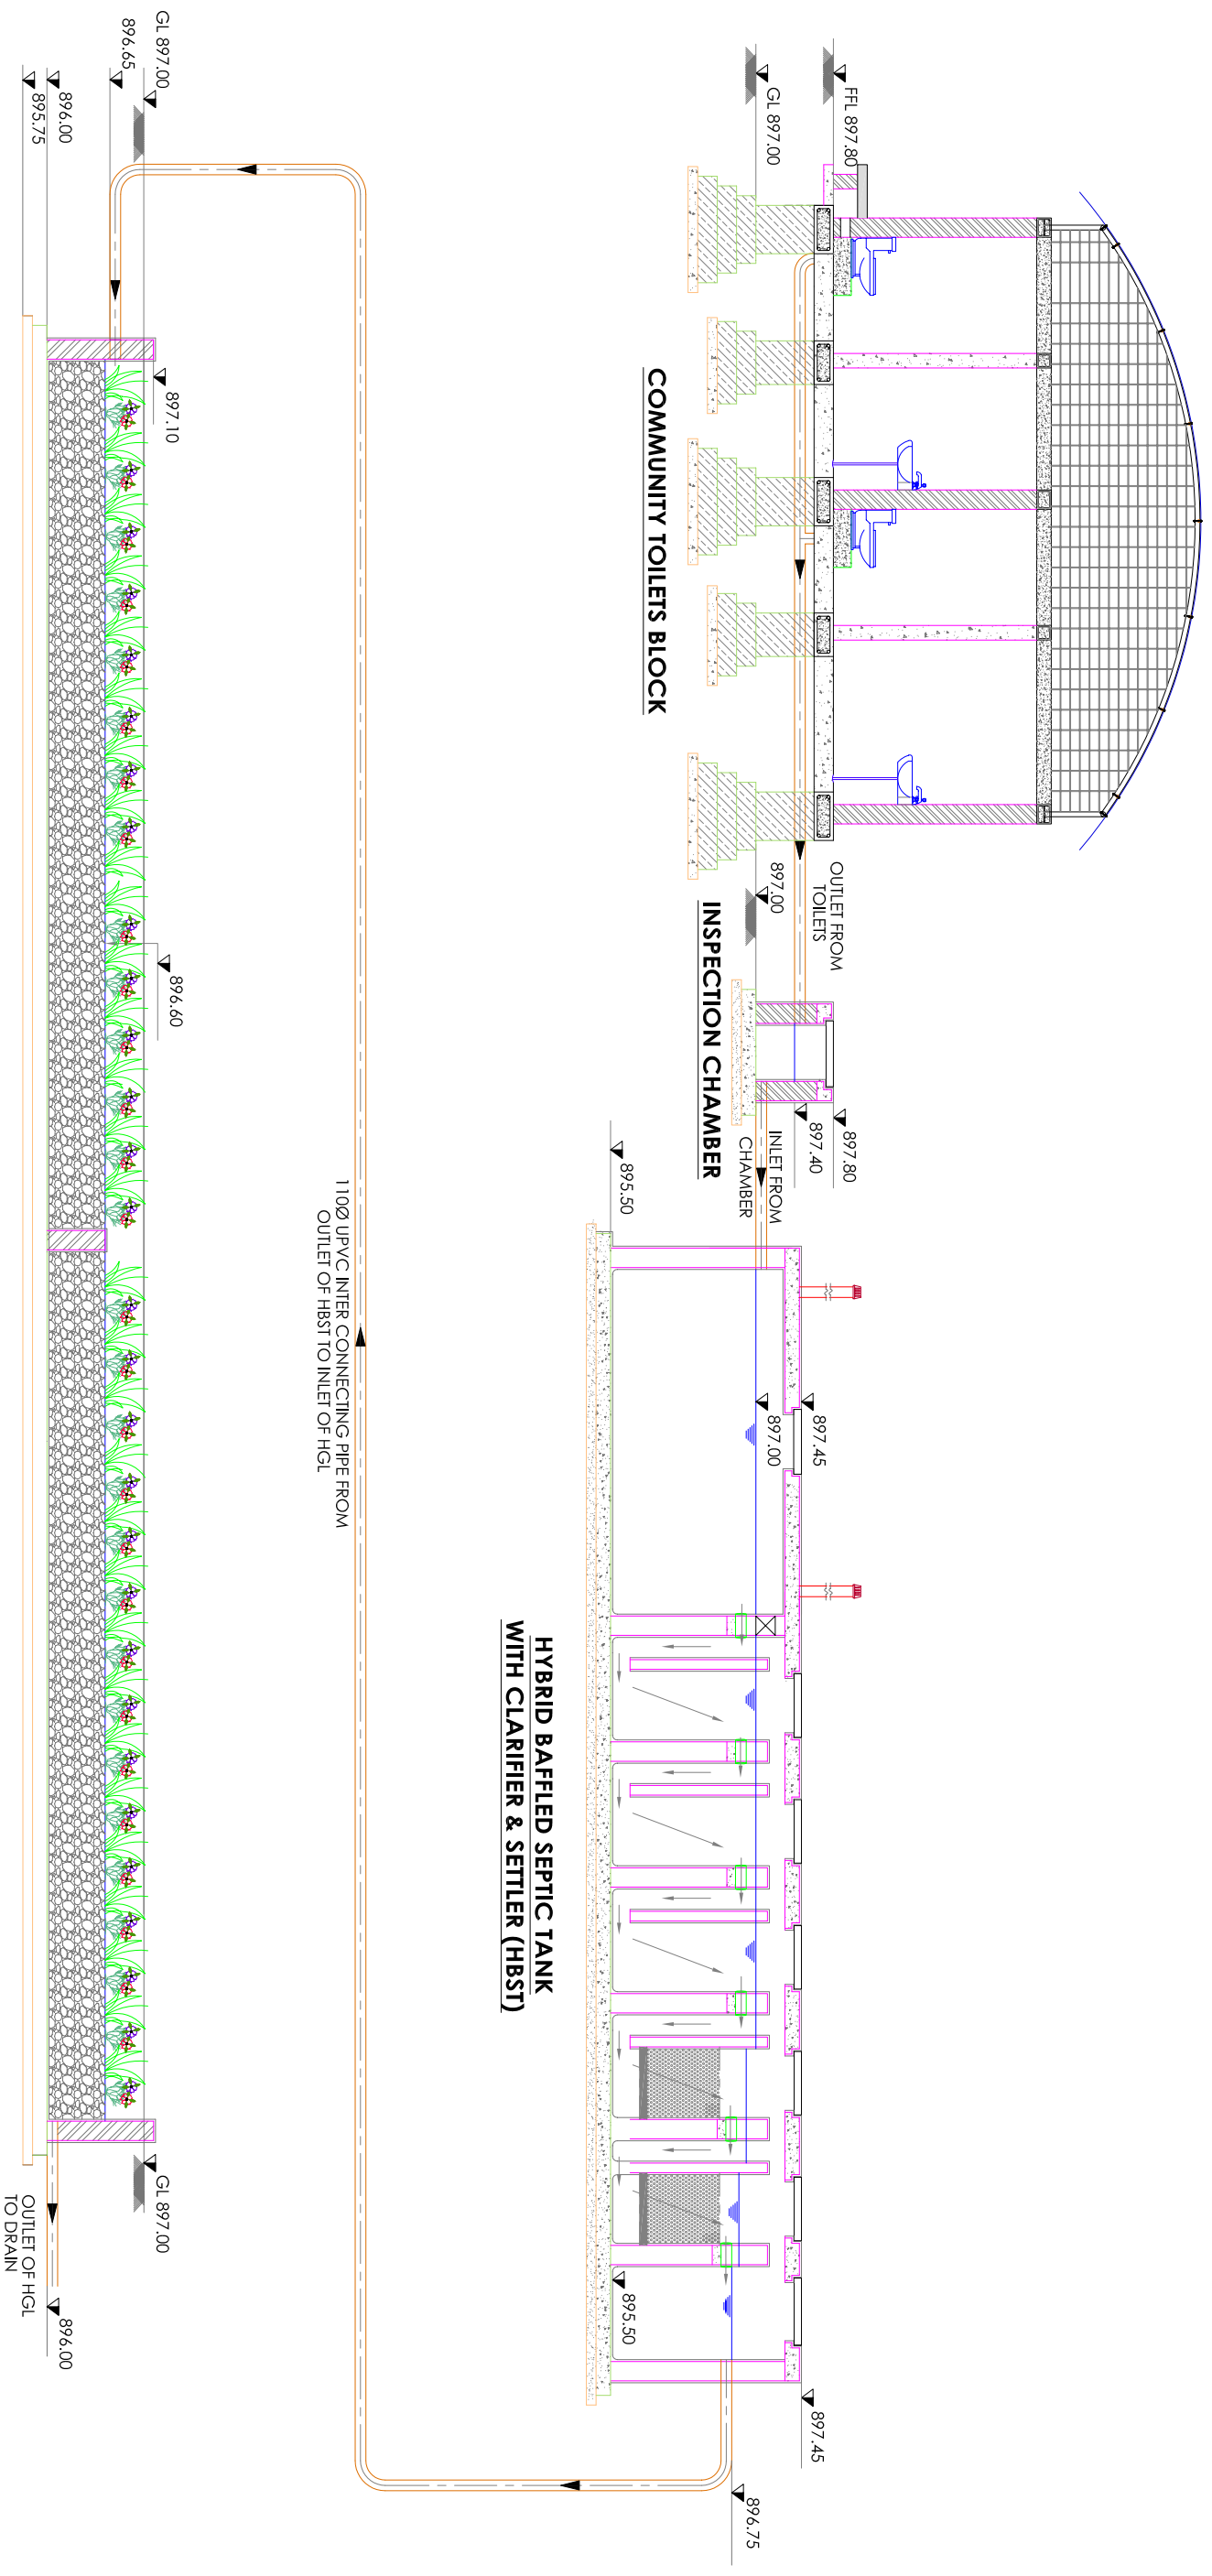 FFL 897.80
GL 897.00
COMMUNITY TOILETS BLOCK
OUTLET FROM
TOILETS
897.00
INSPECTION CHAMBER
897.80
897.40
INLET FROM
CHAMBER
895.50
897.45
897.00
HYBRID BAFFLED SEPTIC TANK
WITH CLARIFIER & SETTLER (HBST)
895.50
897.45
896.75
110Ø UPVC INTER CONNECTING PIPE FROM
OUTLET OF HBST TO INLET OF HGL
GL 897.00
896.65
896.00
895.75
897.10
896.60
GL 897.00
OUTLET OF HGL
TO DRAIN
896.00